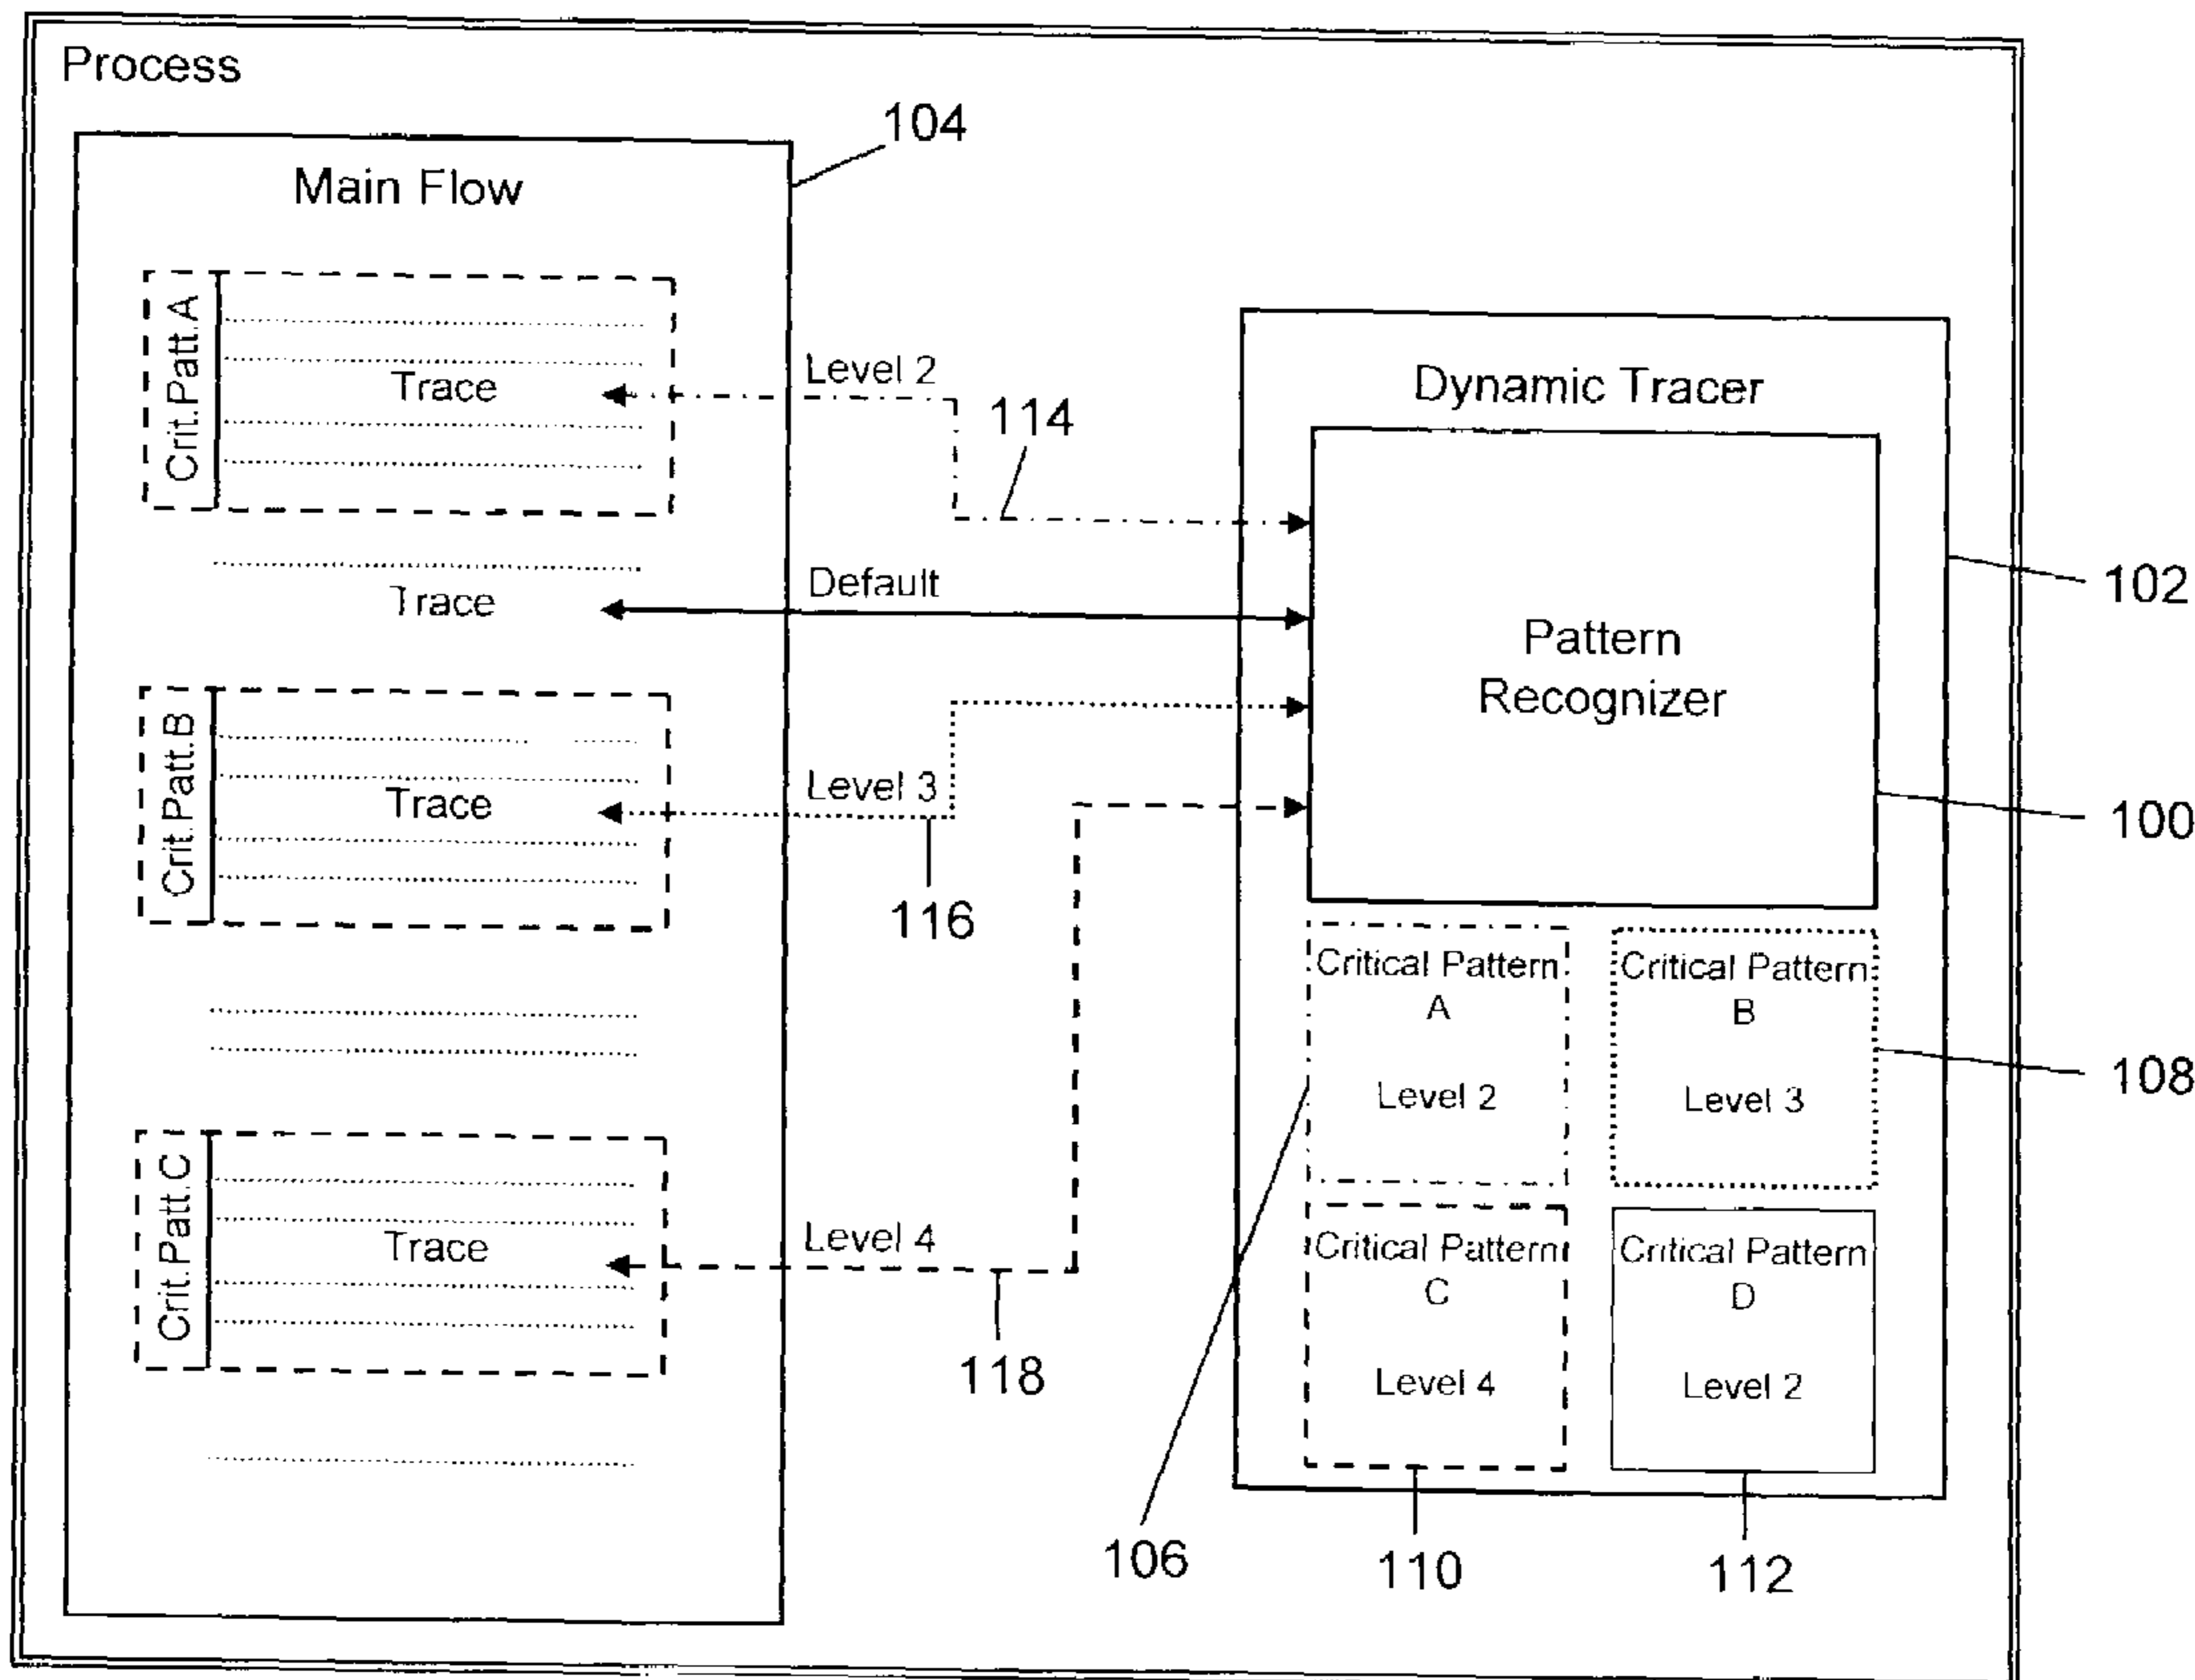 Process
104
Main Flow
Crit.Patt.A
Trace
Level 2
114
Dynamic Tracer
Trace
Default
102
Pattern
Recognizer
Crit.Patt.B
Trace
Level 3
100
116
Critical Pattern
A
Level 2
Critical Pattern
B
Level 3
108
Crit.Patt.C
Trace
Level 4
118
Critical Pattern
C
Level 4
Critical Pattern
D
Level 2
106
110
112